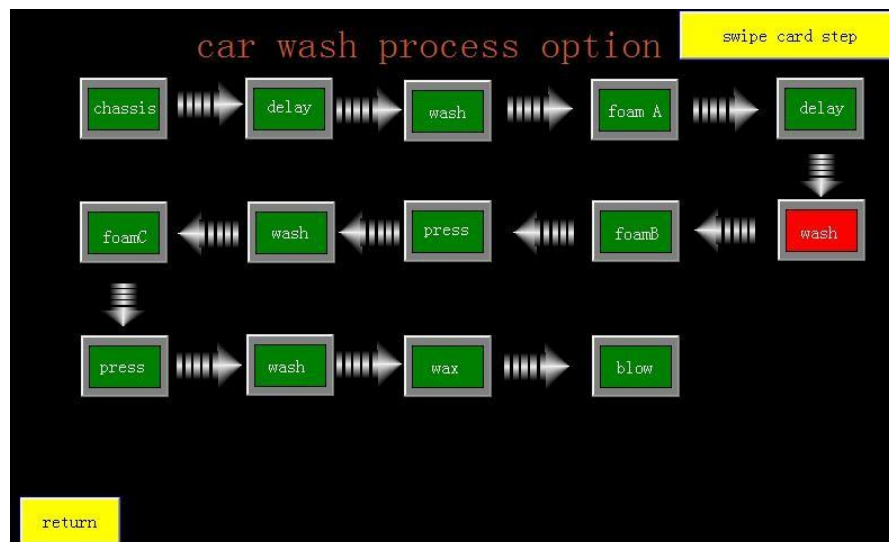 car wash process option
swipe card step
chassis
delay
wash
foam A
delay
wash
foamB
press
wash
foamC
press
wash
wax
blow
return